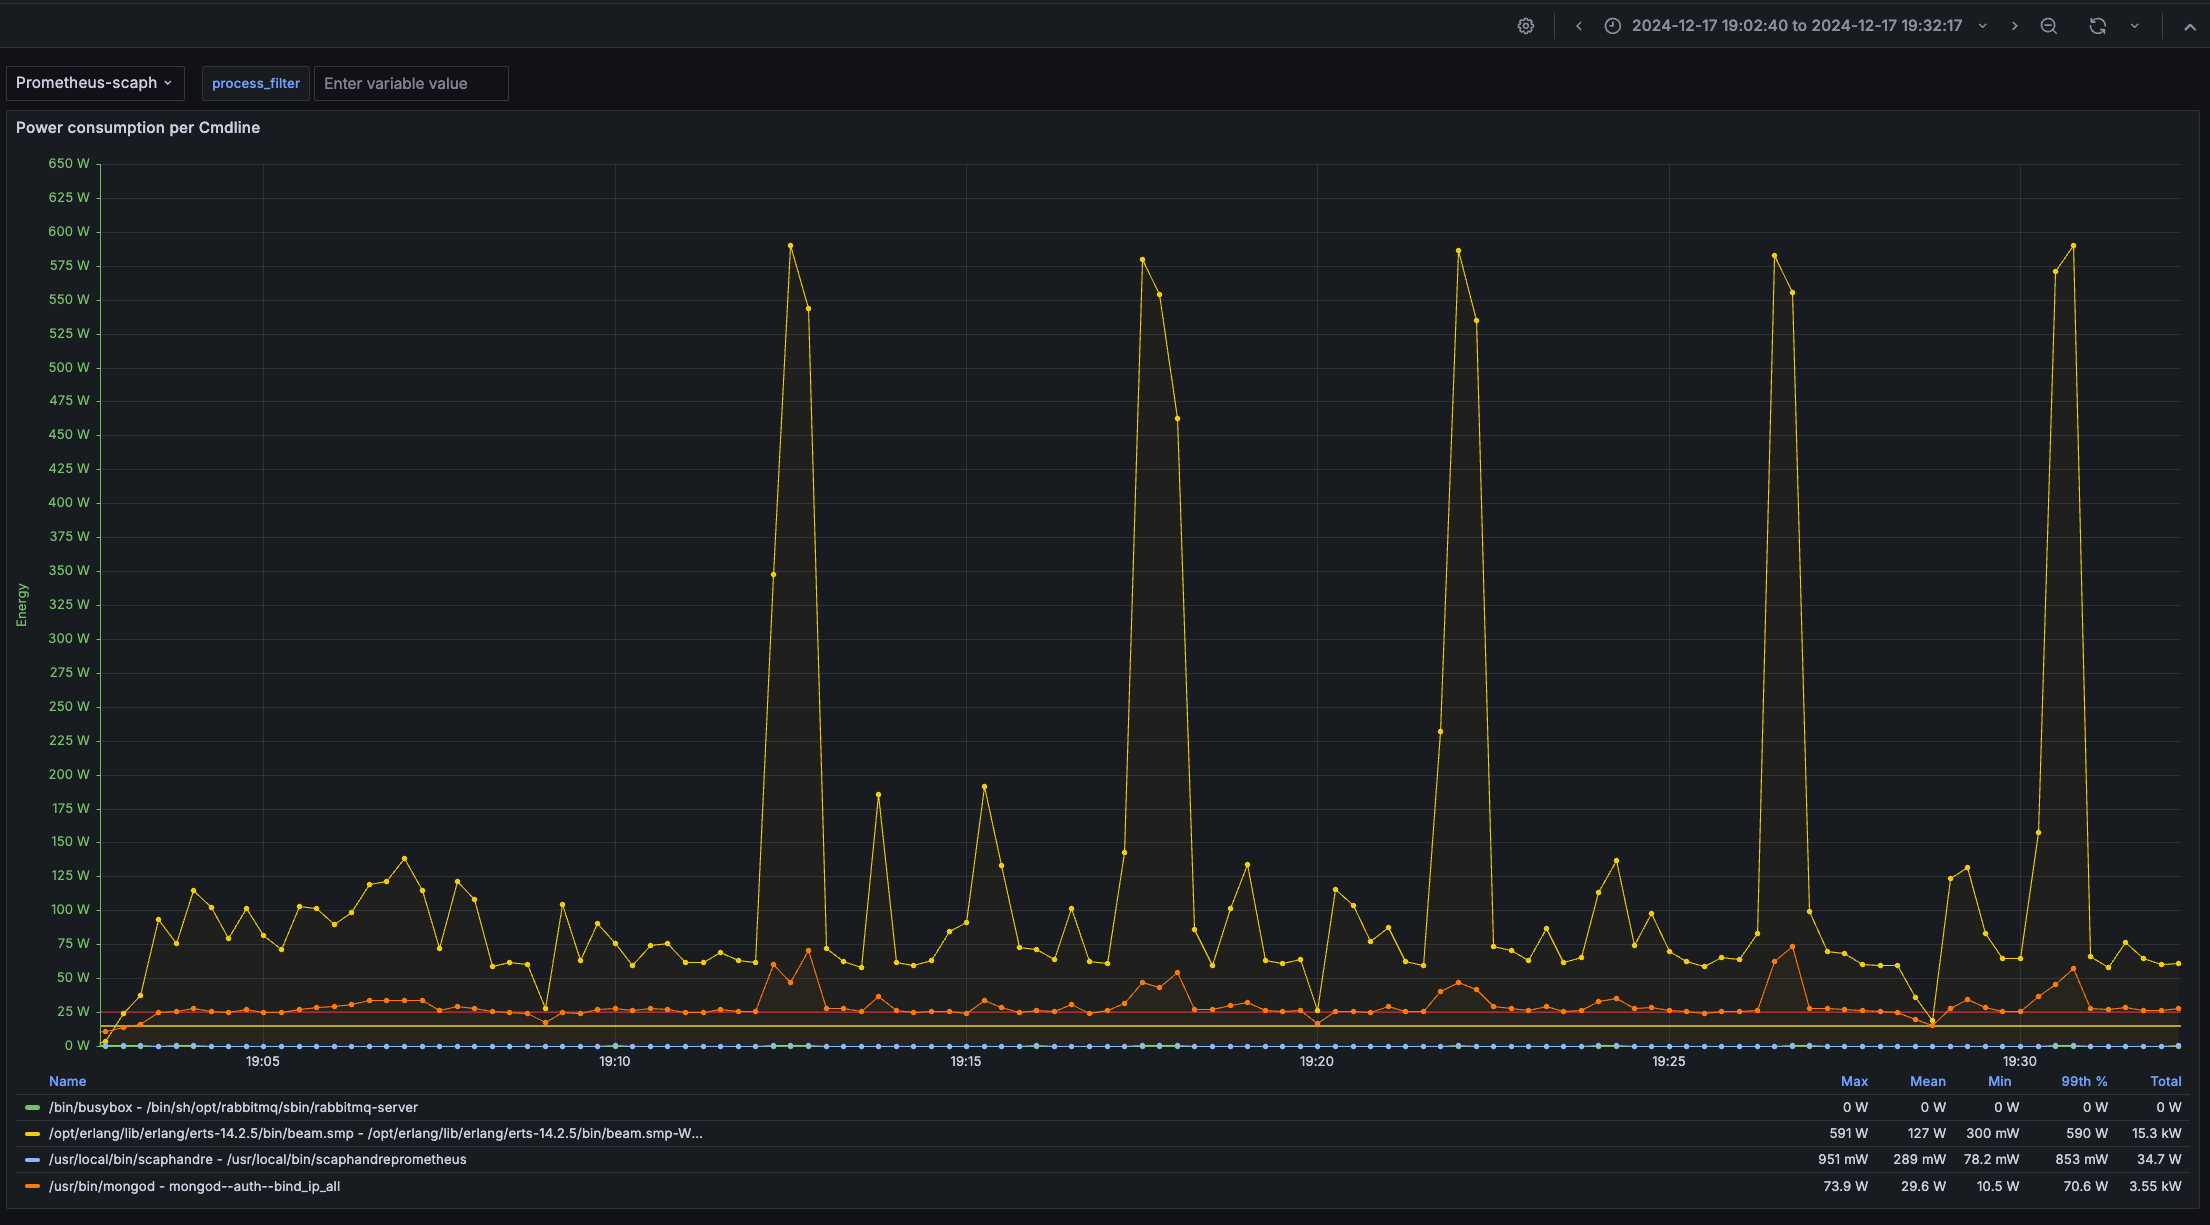 2024-12-17 19:02:40 to 2024-12-17 19:32:17
Prometheus-scaph process_filter Enter variable value
Power consumption per Cmdline
650 W
625 W
600 W
575 W
550 W
525 W
500 W
475 W
450 W
425 W
400 W
375 W
350 W
325 W
300 W
275 W
250 W
225 W
200 W
175 W
150 W
125 W
100 W
75 W
50 W
25 W
0 W
Energy
19:05 19:10 19:15 19:20 19:25 19:30
Name Max Mean Min 99th % Total
/bin/busybox - /bin/sh/opt/rabbitmq/sbin/rabbitmq-server 0 W 0 W 0 W 0 W 0 W
/opt/erlang/lib/erlang/erts-14.2.5/bin/beam.smp - /opt/erlang/lib/erlang/erts-14.2.5/bin/beam.smp-W... 591 W 127 W 300 mW 590 W 15.3 kW
/usr/local/bin/scaphandre - /usr/local/bin/scaphandreprometheus 951 mW 289 mW 78.2 mW 853 mW 34.7 W
/usr/bin/mongod - mongod--auth--bind_ip_all 73.9 W 29.6 W 10.5 W 70.6 W 3.55 kW